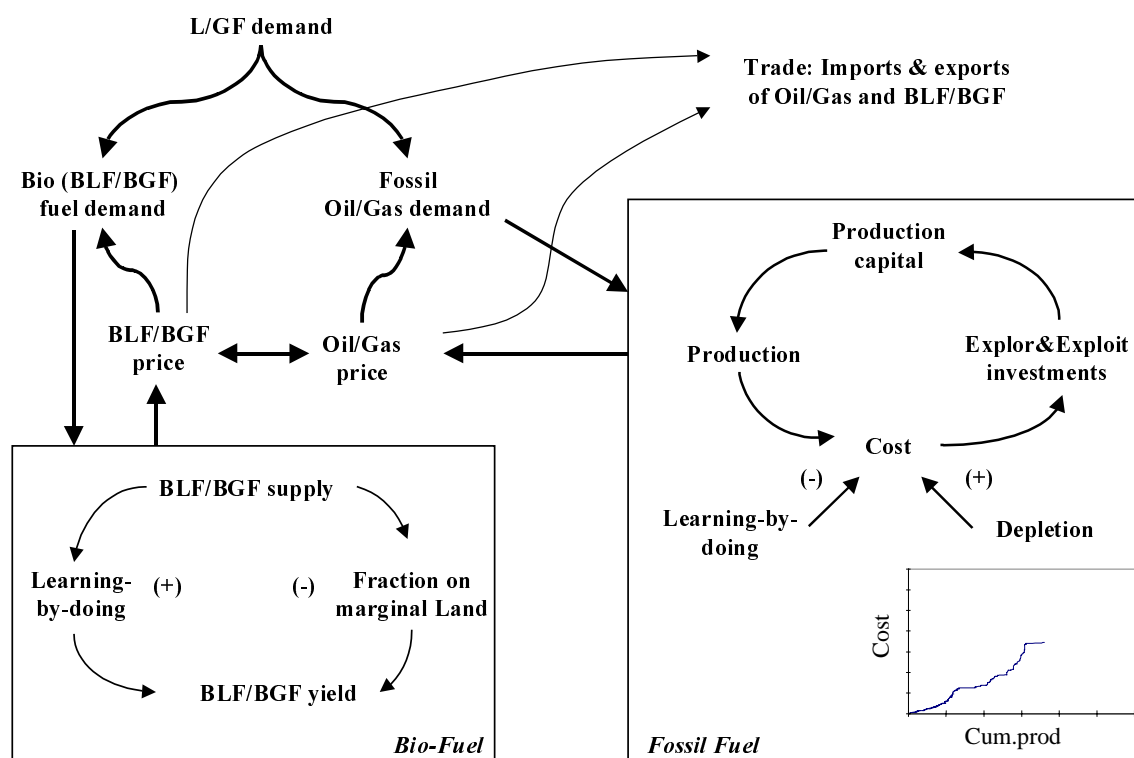 L/GF demand
Trade: Imports & exports
of Oil/Gas and BLF/BGF
Bio (BLF/BGF)
fuel demand
Fossil
Oil/Gas demand
BLF/BGF
price
Oil/Gas
price
Production
capital
Production
Explor&Exploit
investments
Cost
(-)
(+)
Learning-by-
doing
Depletion
Cost
Cum.prod
Fossil Fuel
BLF/BGF supply
Learning-
by-doing
(+)
(-)
Fraction on
marginal Land
BLF/BGF yield
Bio-Fuel